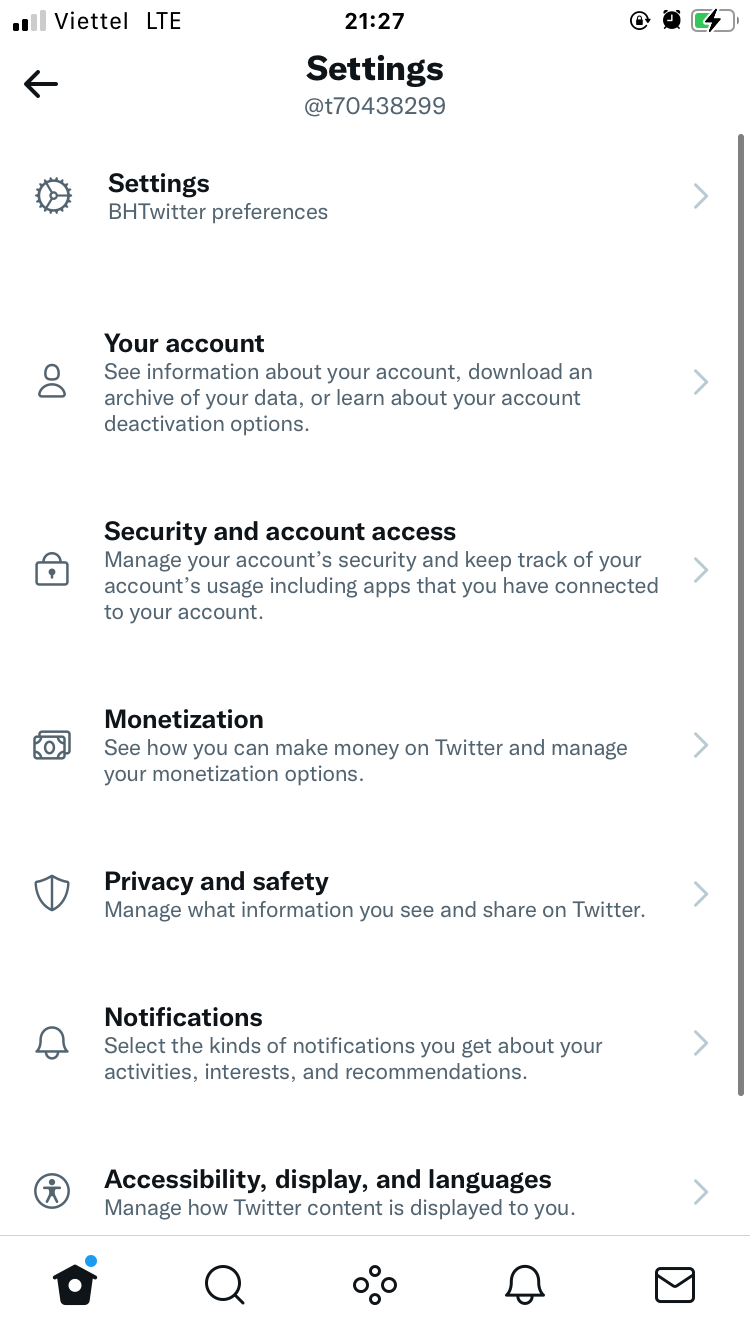 Viettel LTE 21:27
Settings
@t70438299
Settings
BHTwitter preferences
Your account
See information about your account, download an
archive of your data, or learn about your account
deactivation options.
Security and account access
Manage your account’s security and keep track of your
account’s usage including apps that you have connected
to your account.
Monetization
See how you can make money on Twitter and manage
your monetization options.
Privacy and safety
Manage what information you see and share on Twitter.
Notifications
Select the kinds of notifications you get about your
activities, interests, and recommendations.
Accessibility, display, and languages
Manage how Twitter content is displayed to you.